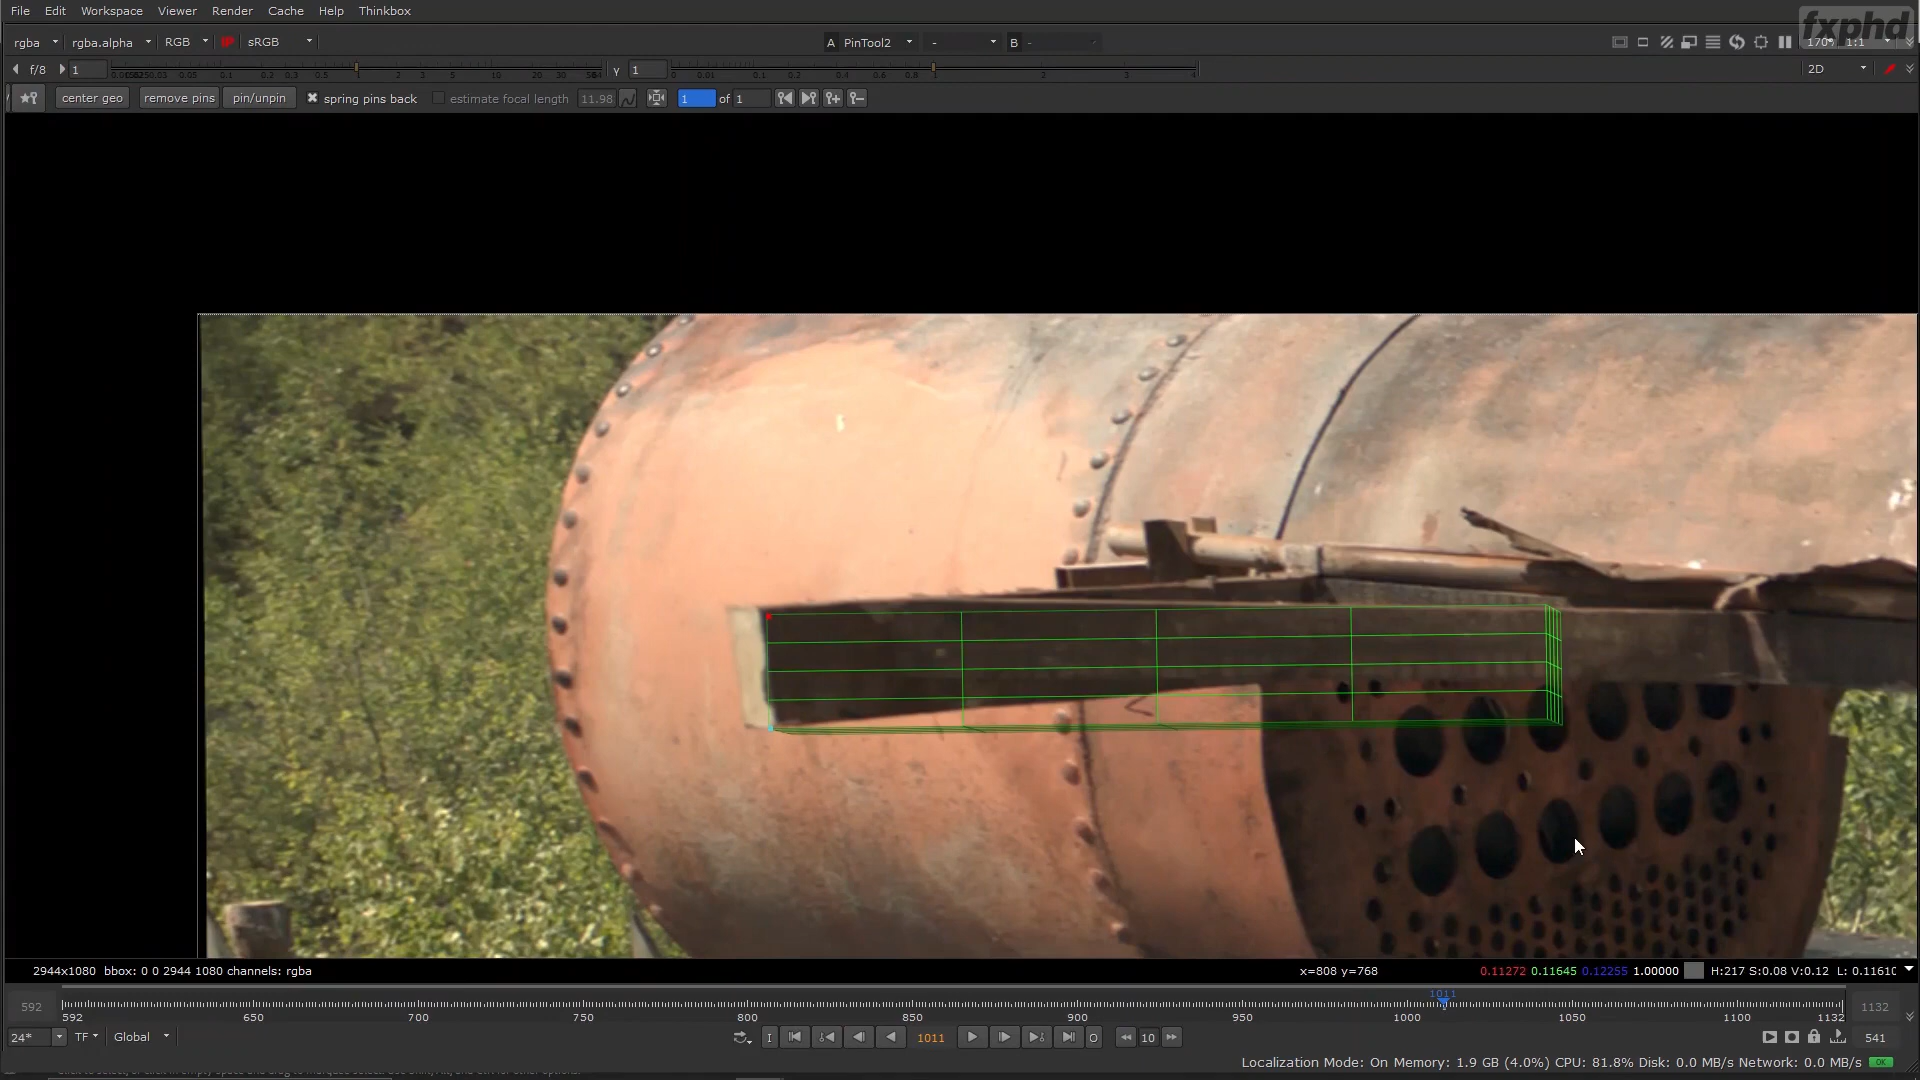 File Edit Workspace Viewer Render Cache Help Thinkbox
fxphd
rgba rgba.alpha RGB IP sRGB A PinTool2 - B - 1:1
f/8 1 γ 1 2D
center geo remove pins pin/unpin spring pins back estimate focal length 11.98 1 of 1
2944x1080 bbox: 0 0 2944 1080 channels: rgba x=808 y=768 0.11272 0.11645 0.12255 1.00000 H:217 S:0.08 V:0.12 L: 0.11610
1011
592 592 650 700 750 800 850 900 950 1000 1050 1100 1132 1132
24* TF Global I 1011 O 10 541
Localization Mode: On Memory: 1.9 GB (4.0%) CPU: 81.8% Disk: 0.0 MB/s Network: 0.0 MB/s OK